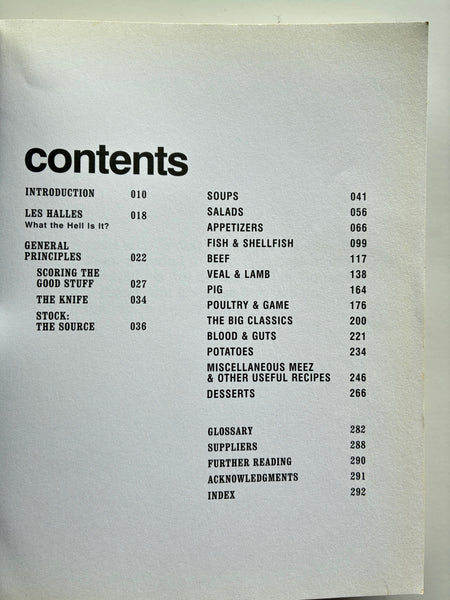 contents
INTRODUCTION 010
LES HALLES 018
What the Hell Is It?
GENERAL
PRINCIPLES 022
SCORING THE
GOOD STUFF 027
THE KNIFE 034
STOCK:
THE SOURCE 036
SOUPS 041
SALADS 056
APPETIZERS 066
FISH & SHELLFISH 099
BEEF 117
VEAL & LAMB 138
PIG 164
POULTRY & GAME 176
THE BIG CLASSICS 200
BLOOD & GUTS 221
POTATOES 234
MISCELLANEOUS MEEZ
& OTHER USEFUL RECIPES 246
DESSERTS 266
GLOSSARY 282
SUPPLIERS 288
FURTHER READING 290
ACKNOWLEDGMENTS 291
INDEX 292